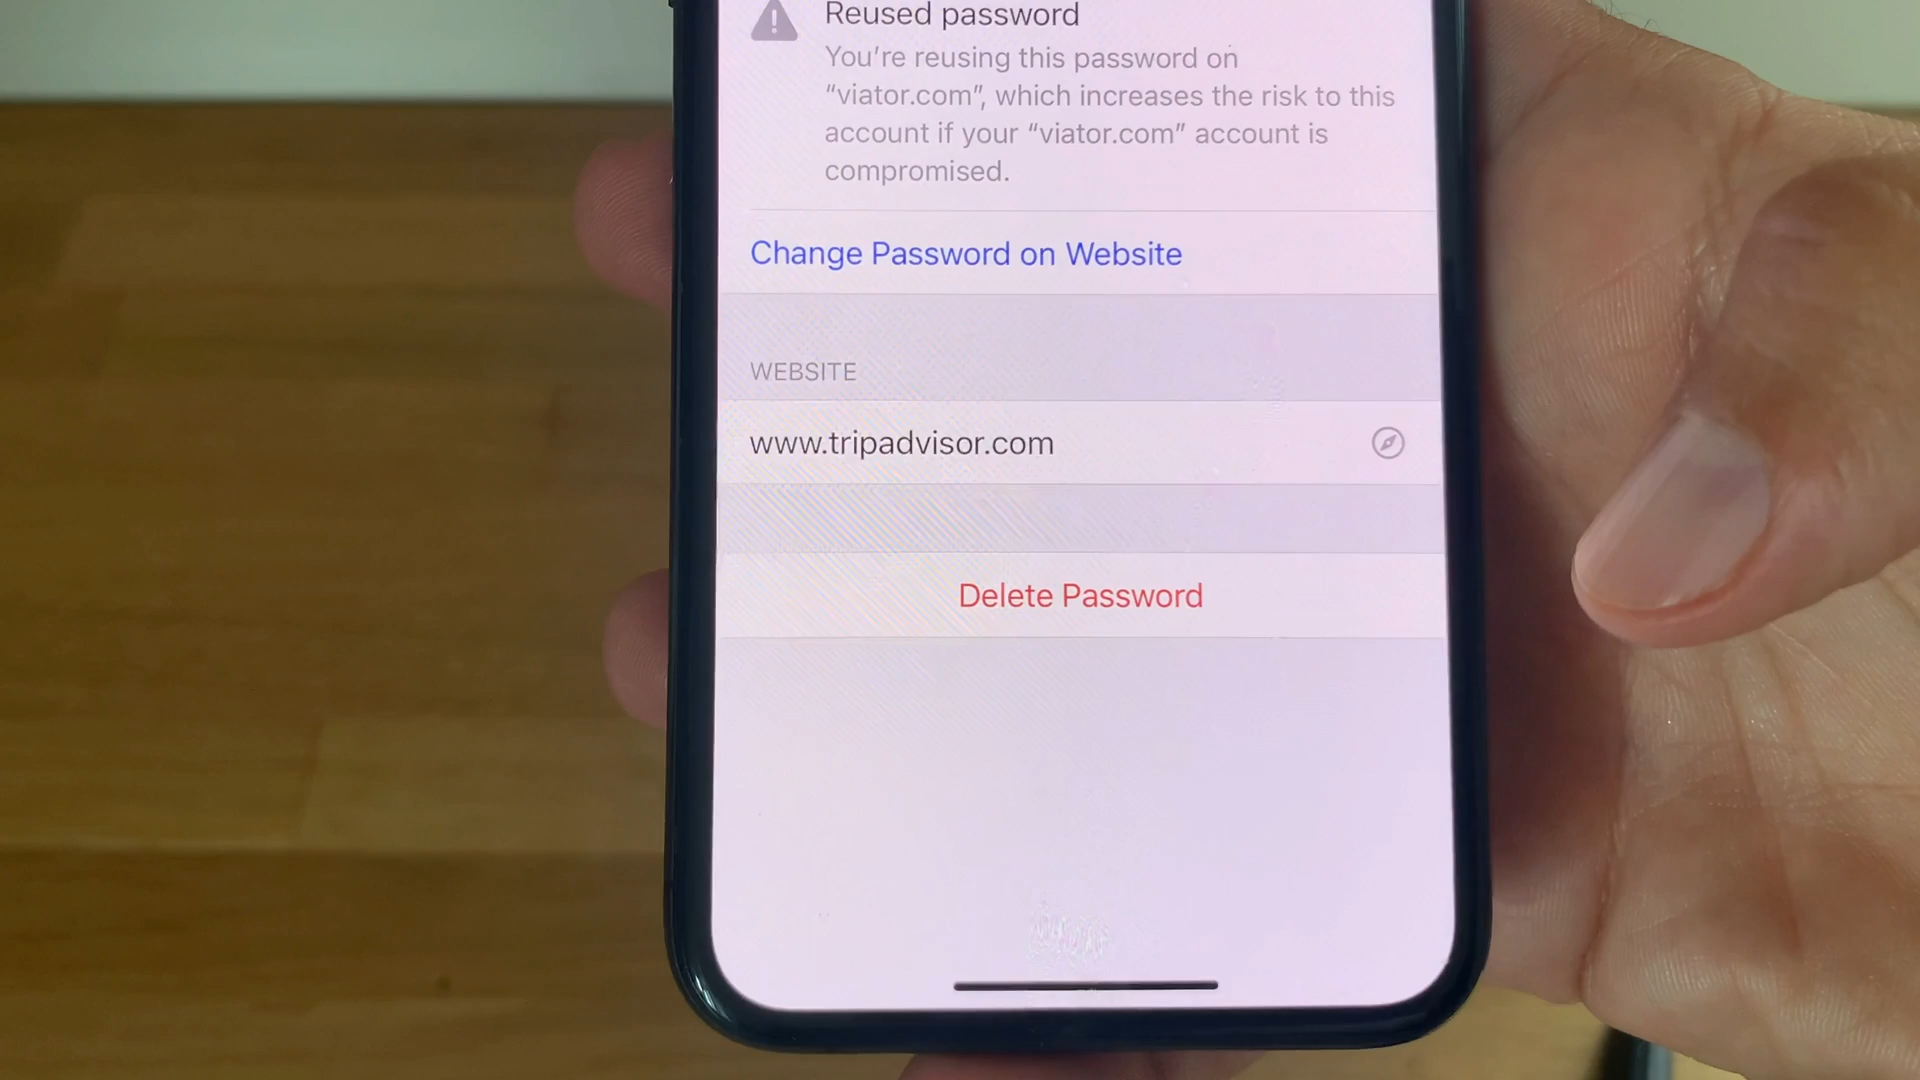 Reused password
You're reusing this password on
“viator.com”, which increases the risk to this
account if your “viator.com” account is
compromised.
Change Password on Website
WEBSITE
www.tripadvisor.com
Delete Password